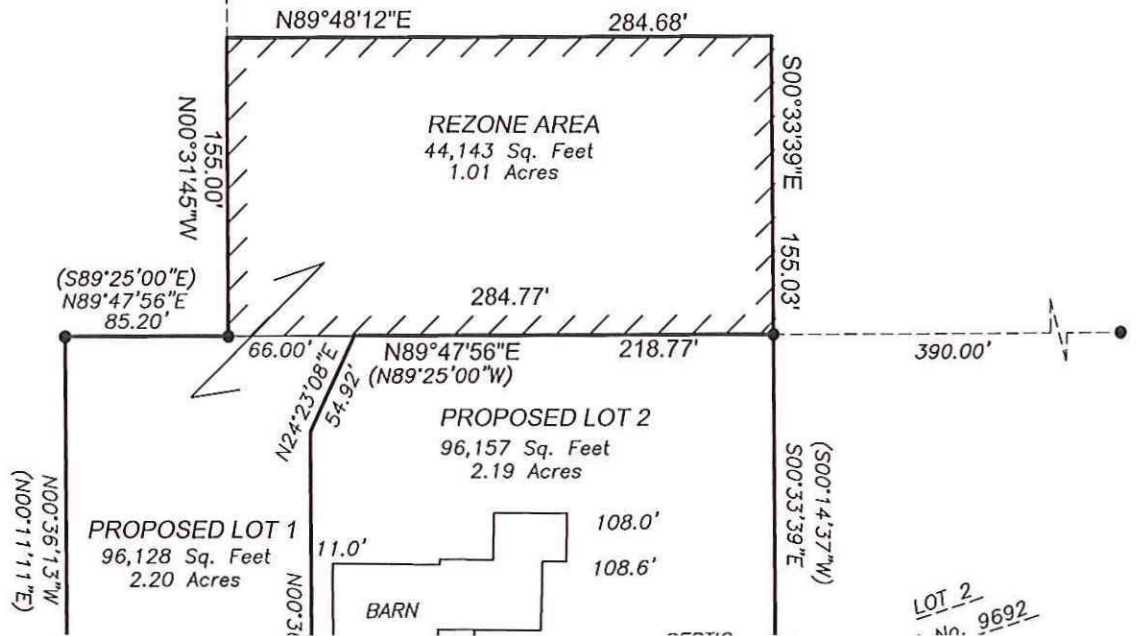 N89°48'12"E
284.68'
S00°33'39"E
155.03'
155.00'
N00°31'45"W
REZONE AREA
44,143 Sq. Feet
1.01 Acres
(S89°25'00"E)
N89°47'56"E
85.20'
284.77'
66.00'
N89°47'56"E
218.77'
(N89°25'00"W)
390.00'
N24°23'08"E
54.92'
PROPOSED LOT 2
96,157 Sq. Feet
2.19 Acres
(S00°14'37"W)
S00°33'39"E
N00°36'13"W
(N00°11'11"E)
PROPOSED LOT 1
96,128 Sq. Feet
2.20 Acres
11.0'
108.0'
108.6'
BARN
LOT 2
No. 9692